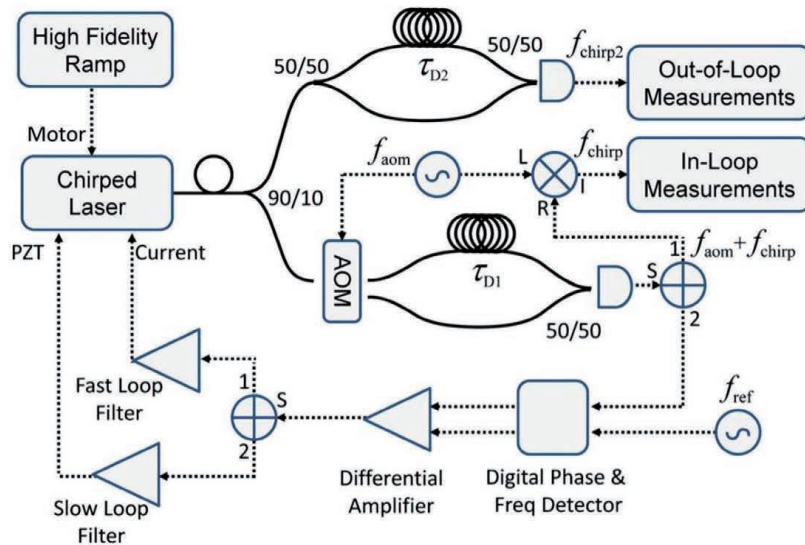 High Fidelity
Ramp
50/50
τD2
50/50
fchirp2
Out-of-Loop
Measurements
Motor
Chirped
Laser
90/10
faom
L
R
I
fchirp
In-Loop
Measurements
PZT
Current
AOM
τD1
50/50
S
1
2
faom+fchirp
Fast Loop
Filter
1
S
2
Slow Loop
Filter
Differential
Amplifier
Digital Phase &
Freq Detector
fref